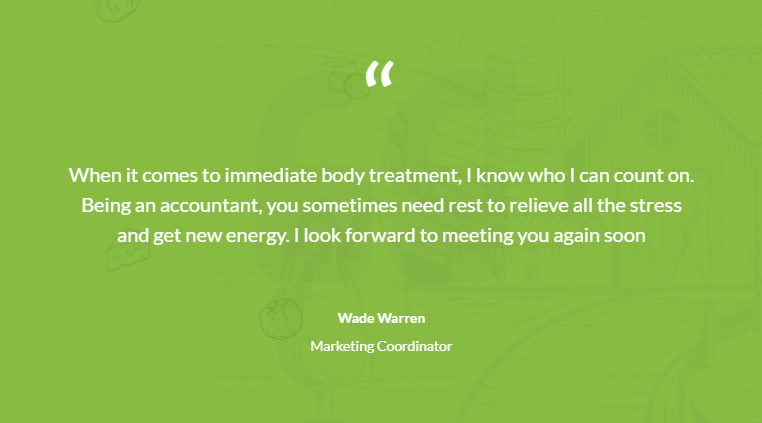 “
When it comes to immediate body treatment, I know who I can count on.
Being an accountant, you sometimes need rest to relieve all the stress
and get new energy. I look forward to meeting you again soon
Wade Warren
Marketing Coordinator